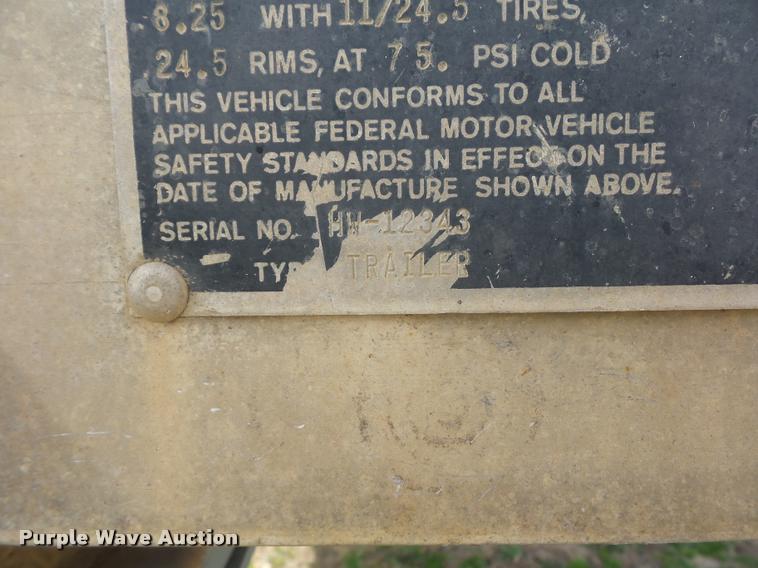 8.25 WITH 11/24.5 TIRES,
24.5 RIMS, AT 75. PSI COLD
THIS VEHICLE CONFORMS TO ALL
APPLICABLE FEDERAL MOTOR VEHICLE
SAFETY STANDARDS IN EFFECT ON THE
DATE OF MANUFACTURE SHOWN ABOVE.
SERIAL NO. HW-12343
TYPE TRAILER
Purple Wave Auction